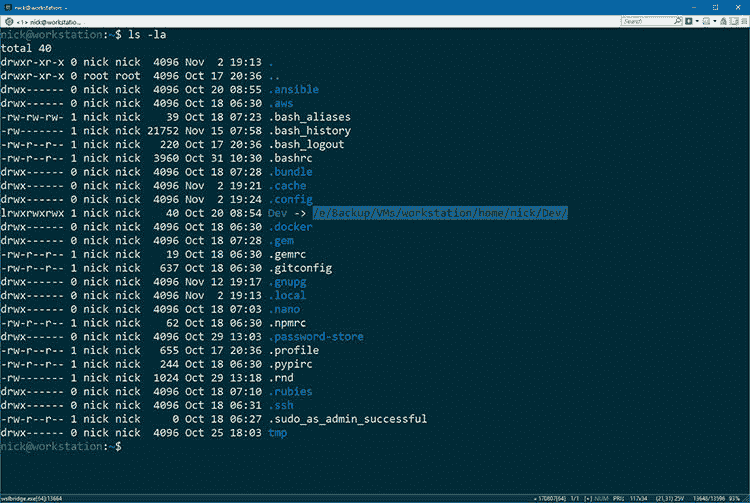 nick@workstation: ~
<1> nick@workstatio...
Search
nick@workstation:~$ ls -la
total 40
drwxr-xr-x 0 nick nick 4096 Nov 2 19:13 .
drwxr-xr-x 0 root root 4096 Oct 17 20:36 ..
drwx------ 0 nick nick 4096 Oct 20 08:55 .ansible
drwx------ 0 nick nick 4096 Oct 18 06:30 .aws
-rw-rw-rw- 1 nick nick 39 Oct 18 07:23 .bash_aliases
-rw------- 1 nick nick 21752 Nov 15 07:58 .bash_history
-rw-r--r-- 1 nick nick 220 Oct 17 20:36 .bash_logout
-rw-r--r-- 1 nick nick 3960 Oct 31 10:30 .bashrc
drwx------ 0 nick nick 4096 Oct 18 07:28 .bundle
drwx------ 0 nick nick 4096 Nov 2 19:21 .cache
drwx------ 0 nick nick 4096 Nov 2 19:24 .config
lrwxrwxrwx 1 nick nick 40 Oct 20 08:54 Dev -> /e/Backup/VMs/workstation/home/nick/Dev/
drwx------ 0 nick nick 4096 Oct 18 06:30 .docker
drwx------ 0 nick nick 4096 Oct 18 07:28 .gem
-rw-r--r-- 1 nick nick 19 Oct 18 06:30 .gemrc
-rw-r--r-- 1 nick nick 637 Oct 18 06:30 .gitconfig
drwx------ 0 nick nick 4096 Nov 12 19:17 .gnupg
drwx------ 0 nick nick 4096 Nov 2 19:13 .local
drwx------ 0 nick nick 4096 Oct 18 07:03 .nano
-rw-r--r-- 1 nick nick 62 Oct 18 06:30 .npmrc
drwx------ 0 nick nick 4096 Oct 29 13:03 .password-store
-rw-r--r-- 1 nick nick 655 Oct 17 20:36 .profile
-rw-r--r-- 1 nick nick 244 Oct 18 06:30 .pypirc
-rw------- 1 nick nick 1024 Oct 29 13:18 .rnd
drwx------ 0 nick nick 4096 Oct 18 07:10 .rubies
drwx------ 0 nick nick 4096 Oct 18 06:31 .ssh
-rw-r--r-- 1 nick nick 0 Oct 18 06:27 .sudo_as_admin_successful
drwx------ 0 nick nick 4096 Oct 25 18:03 tmp
nick@workstation:~$
wslbridge.exe[64]:13664 170807[64] 1/1 [+] NUM PRI: 117x34 (21,31) 25V 13648/13596 93%